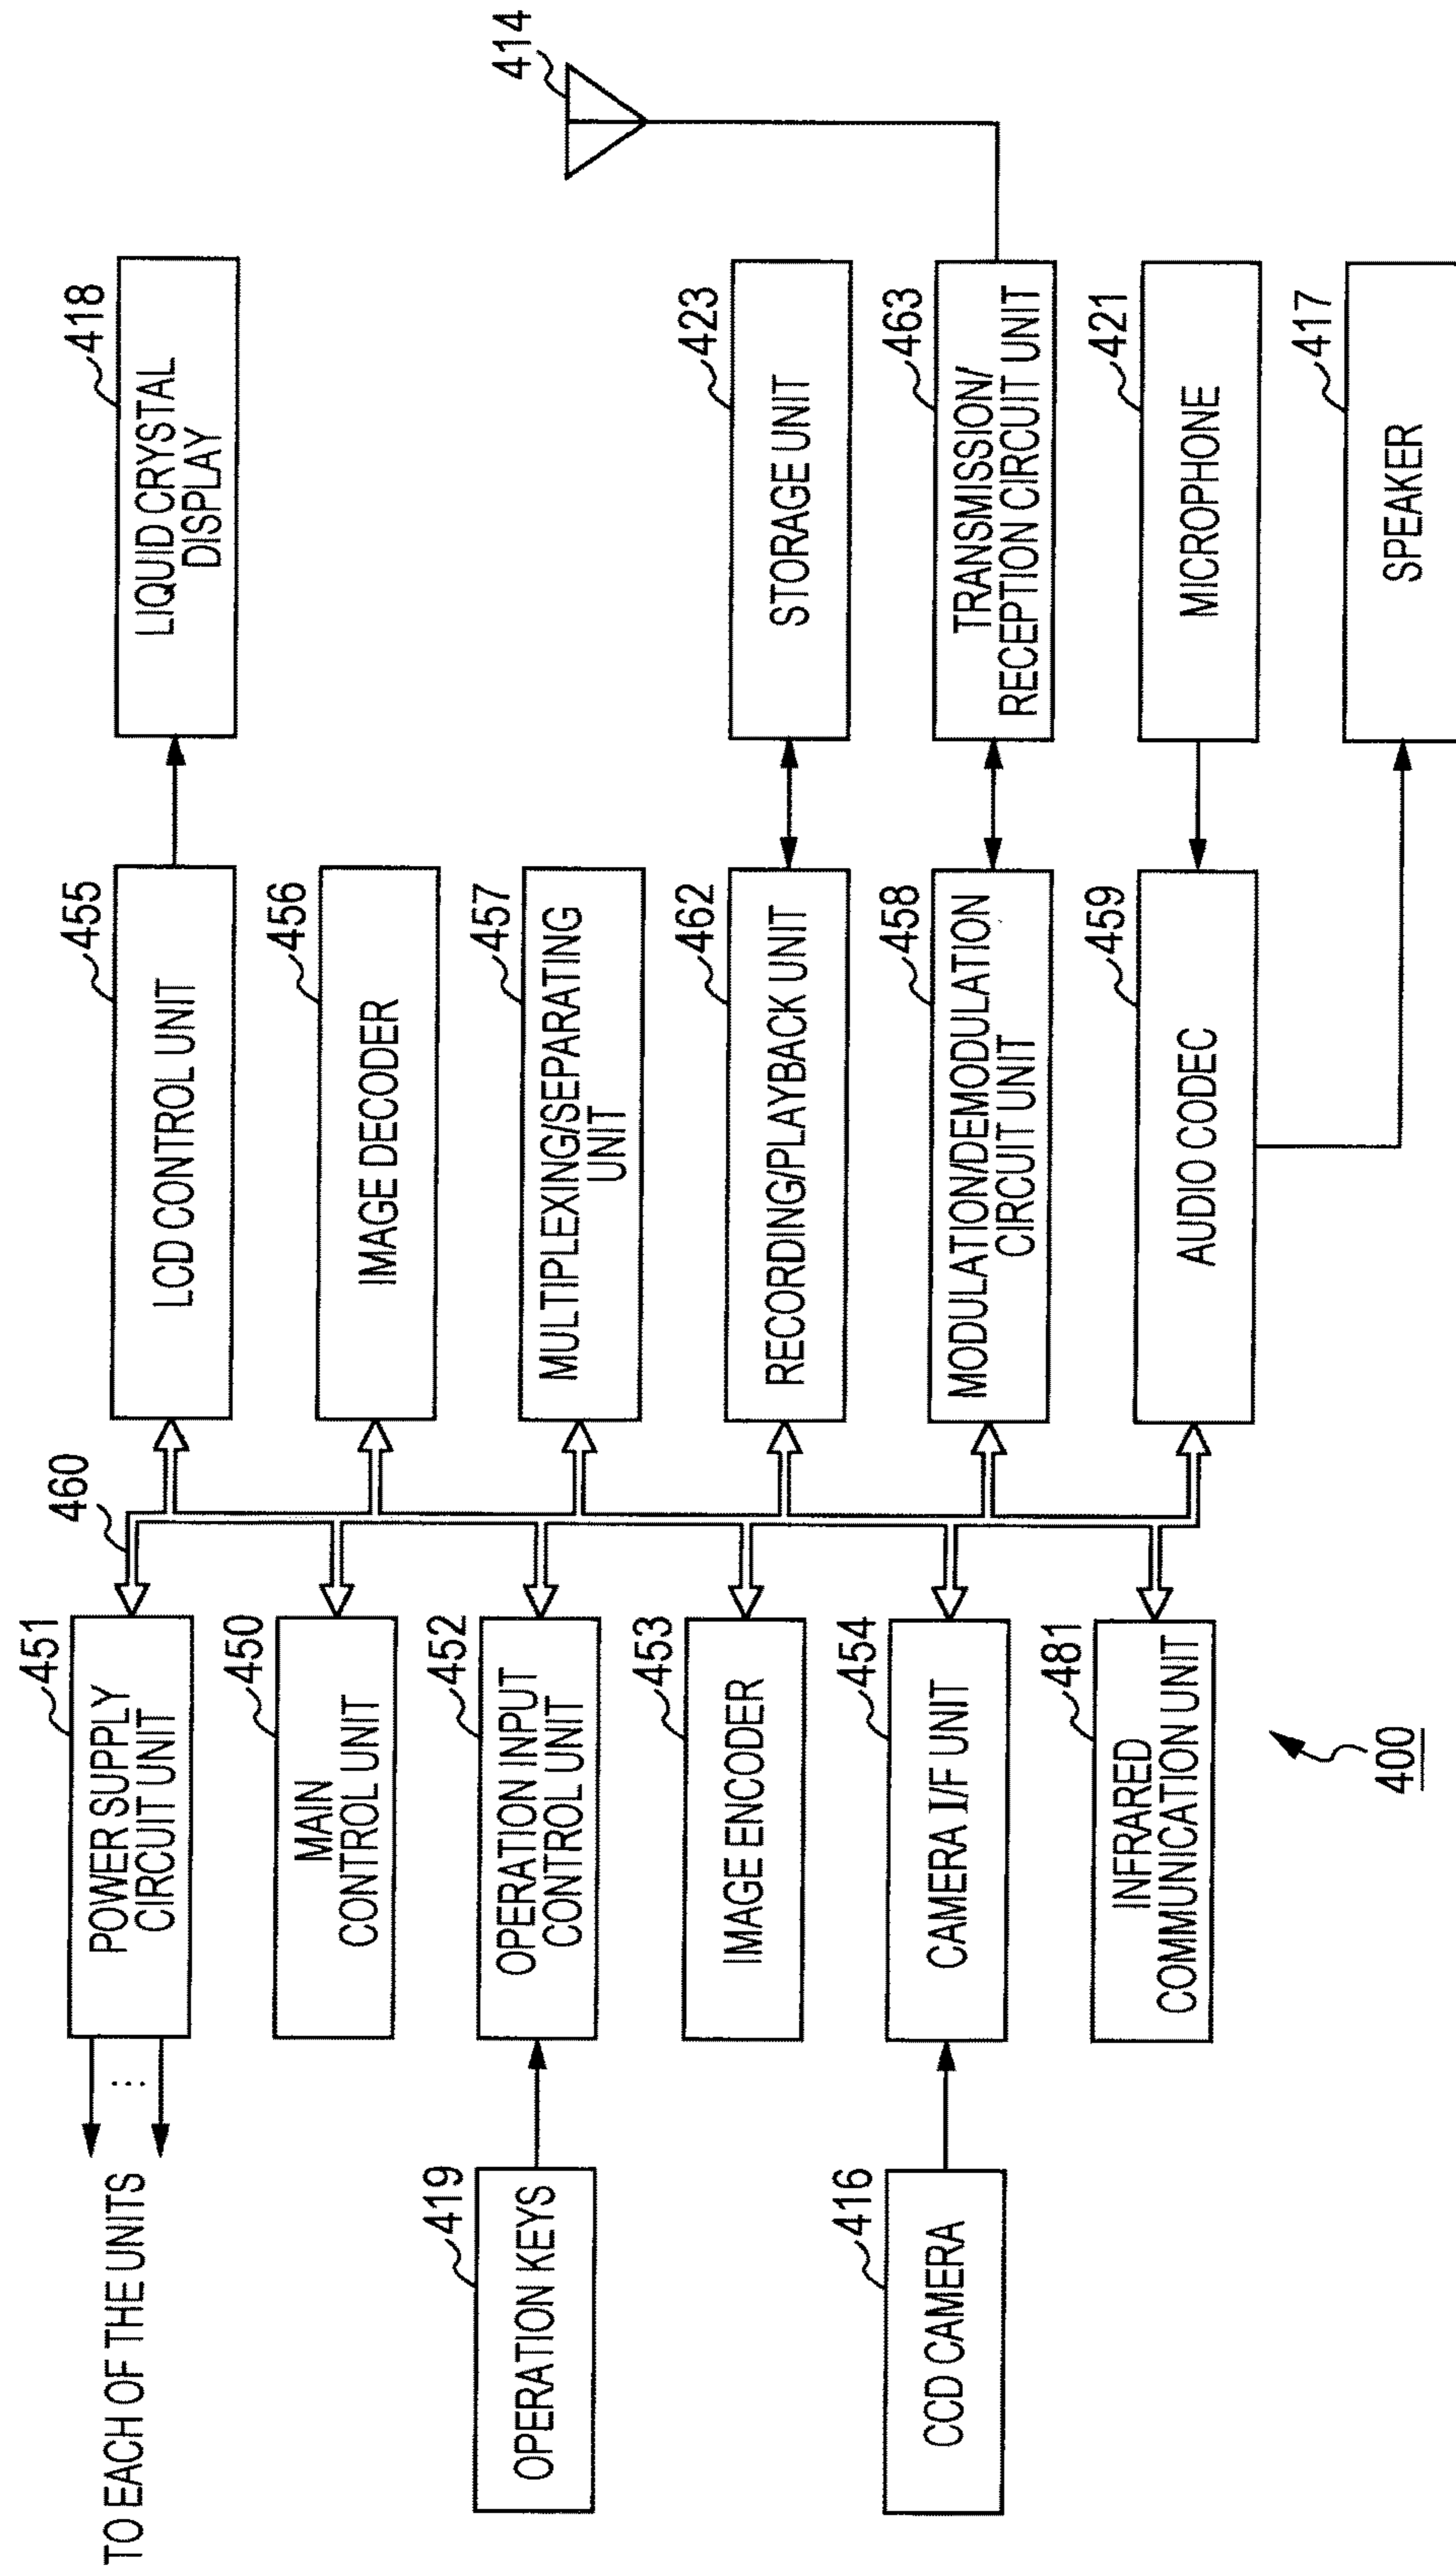 TO EACH OF THE UNITS
⋮
451
POWER SUPPLY
CIRCUIT UNIT
460
455
LCD CONTROL UNIT
418
LIQUID CRYSTAL
DISPLAY
450
MAIN
CONTROL UNIT
456
IMAGE DECODER
419
OPERATION KEYS
452
OPERATION INPUT
CONTROL UNIT
457
MULTIPLEXING/SEPARATING
UNIT
414
453
IMAGE ENCODER
462
RECORDING/PLAYBACK UNIT
423
STORAGE UNIT
416
CCD CAMERA
454
CAMERA I/F UNIT
458
MODULATION/DEMODULATION
CIRCUIT UNIT
463
TRANSMISSION/
RECEPTION CIRCUIT UNIT
481
INFRARED
COMMUNICATION UNIT
459
AUDIO CODEC
421
MICROPHONE
417
SPEAKER
400